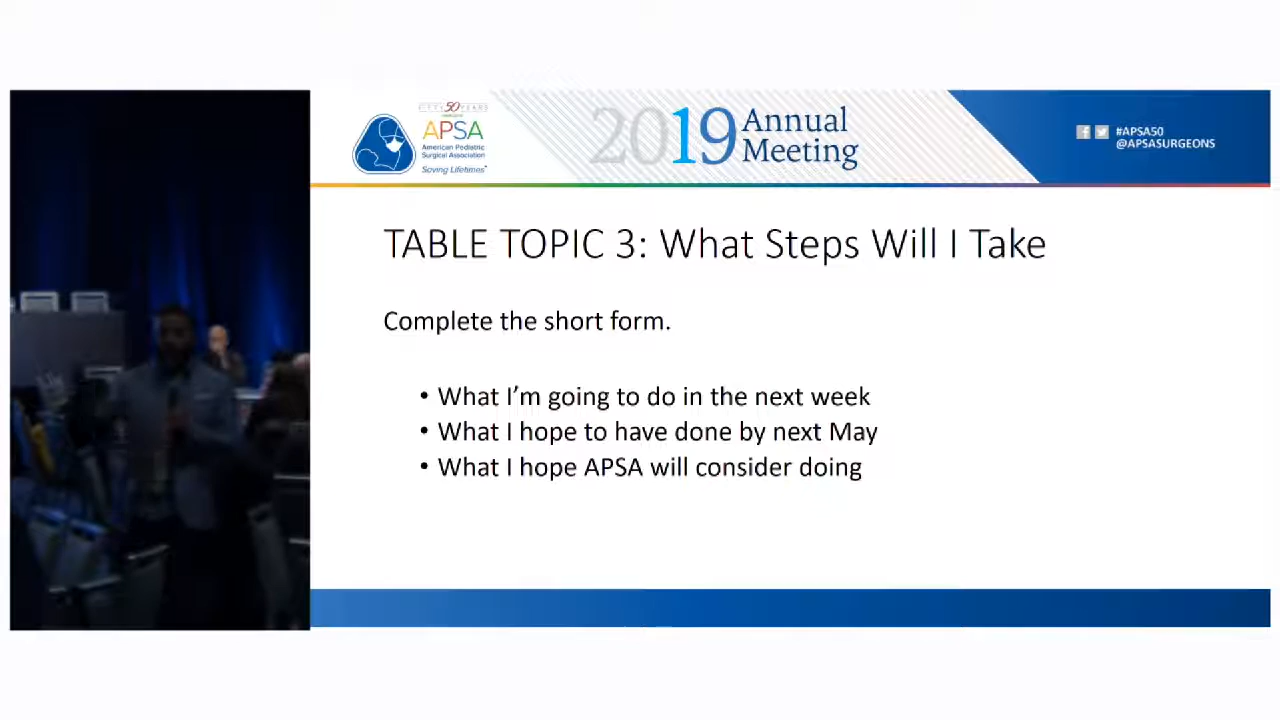 FIFTY 50 YEARS
APSA
American Pediatric
Surgical Association
Saving Lifetimes
2019 Annual
Meeting
#APSA50
@APSASURGEONS
TABLE TOPIC 3: What Steps Will I Take
Complete the short form.
• What I’m going to do in the next week
• What I hope to have done by next May
• What I hope APSA will consider doing